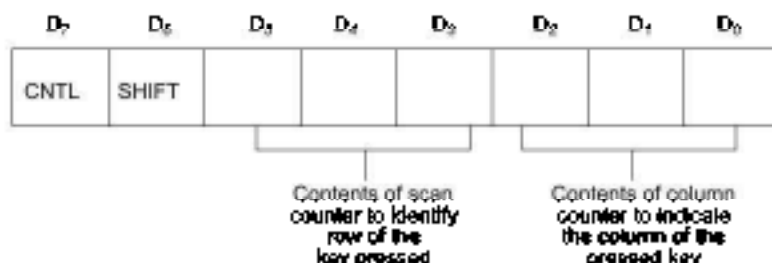 D₇ D₆ D₅ D₄ D₃ D₂ D₁ D₀
CNTL SHIFT
Contents of scan
counter to identify
row of the
key pressed
Contents of column
counter to indicate
the column of the
pressed key